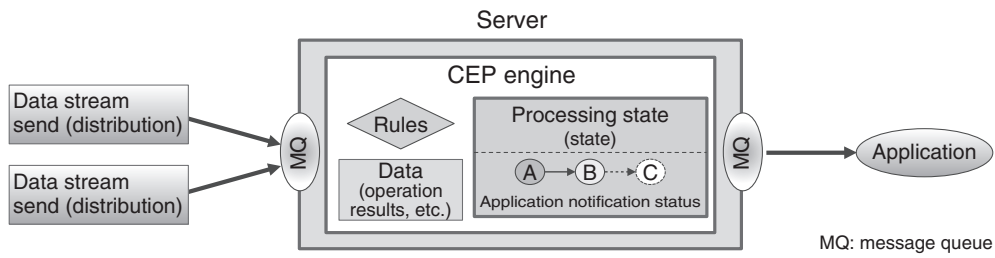 Server
CEP engine
Data stream
send (distribution)
Data stream
send (distribution)
MQ
Rules
Data
(operation
results, etc.)
Processing state
(state)
A
B
C
Application notification status
MQ
Application
MQ: message queue